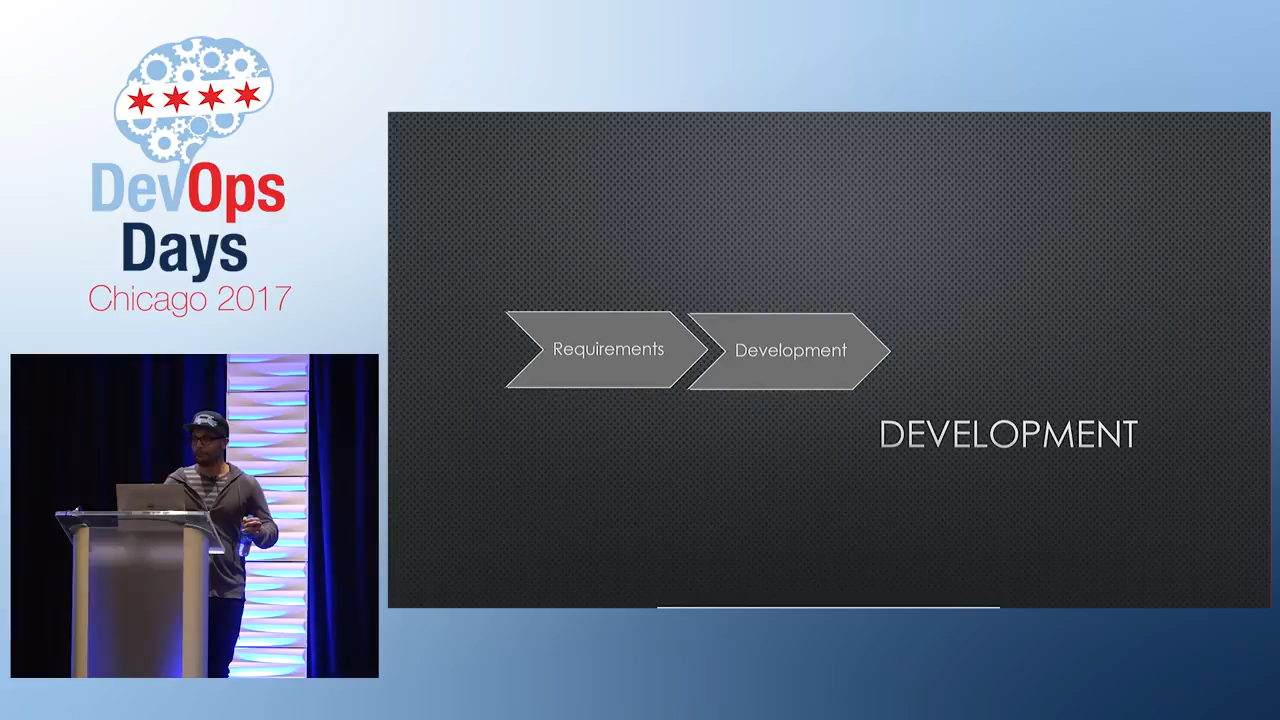 DevOps
Days
Chicago 2017
Requirements
Development
DEVELOPMENT